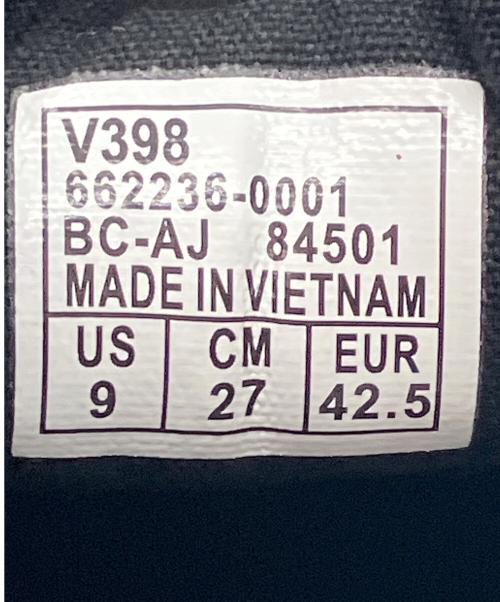 V398
662236-0001
BC-AJ 84501
MADE IN VIETNAM
US CM EUR
9 27 42.5